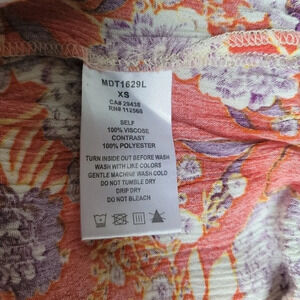 MDT1629L
XS
CA# 29438
RN# 112566
SELF
100% VISCOSE
CONTRAST
100% POLYESTER
TURN INSIDE OUT BEFORE WASH
WASH WITH LIKE COLORS
GENTLE MACHINE WASH COLD
DO NOT TUMBLE DRY
DRIP DRY
DO NOT BLEACH